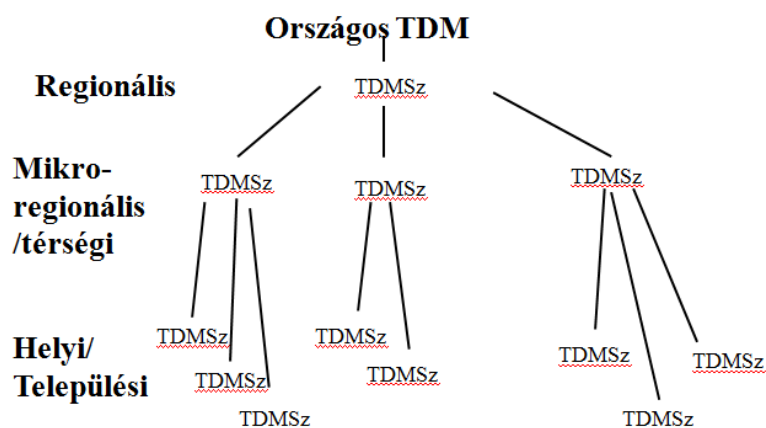 Országos TDM
Regionális
TDMSz
Mikro-
regionális
/térségi
TDMSz
TDMSz
TDMSz
Helyi/
Települési
TDMSz
TDMSz
TDMSz
TDMSz
TDMSz
TDMSz
TDMSz
TDMSz